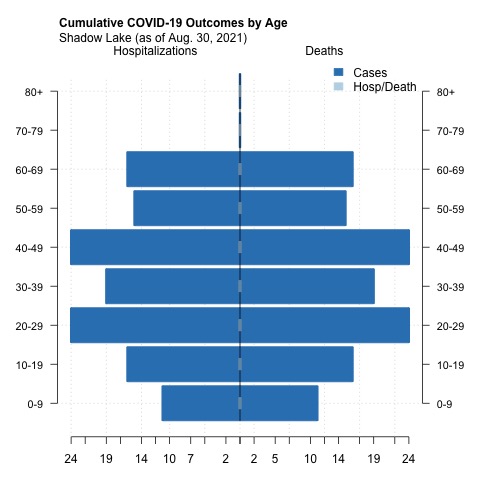 Cumulative COVID-19 Outcomes by Age
Shadow Lake (as of Aug. 30, 2021)
Hospitalizations Deaths
Cases
Hosp/Death
80+ 80+
70-79 70-79
60-69 60-69
50-59 50-59
40-49 40-49
30-39 30-39
20-29 20-29
10-19 10-19
0-9 0-9
24 19 14 10 7 2 2 5 10 14 19 24